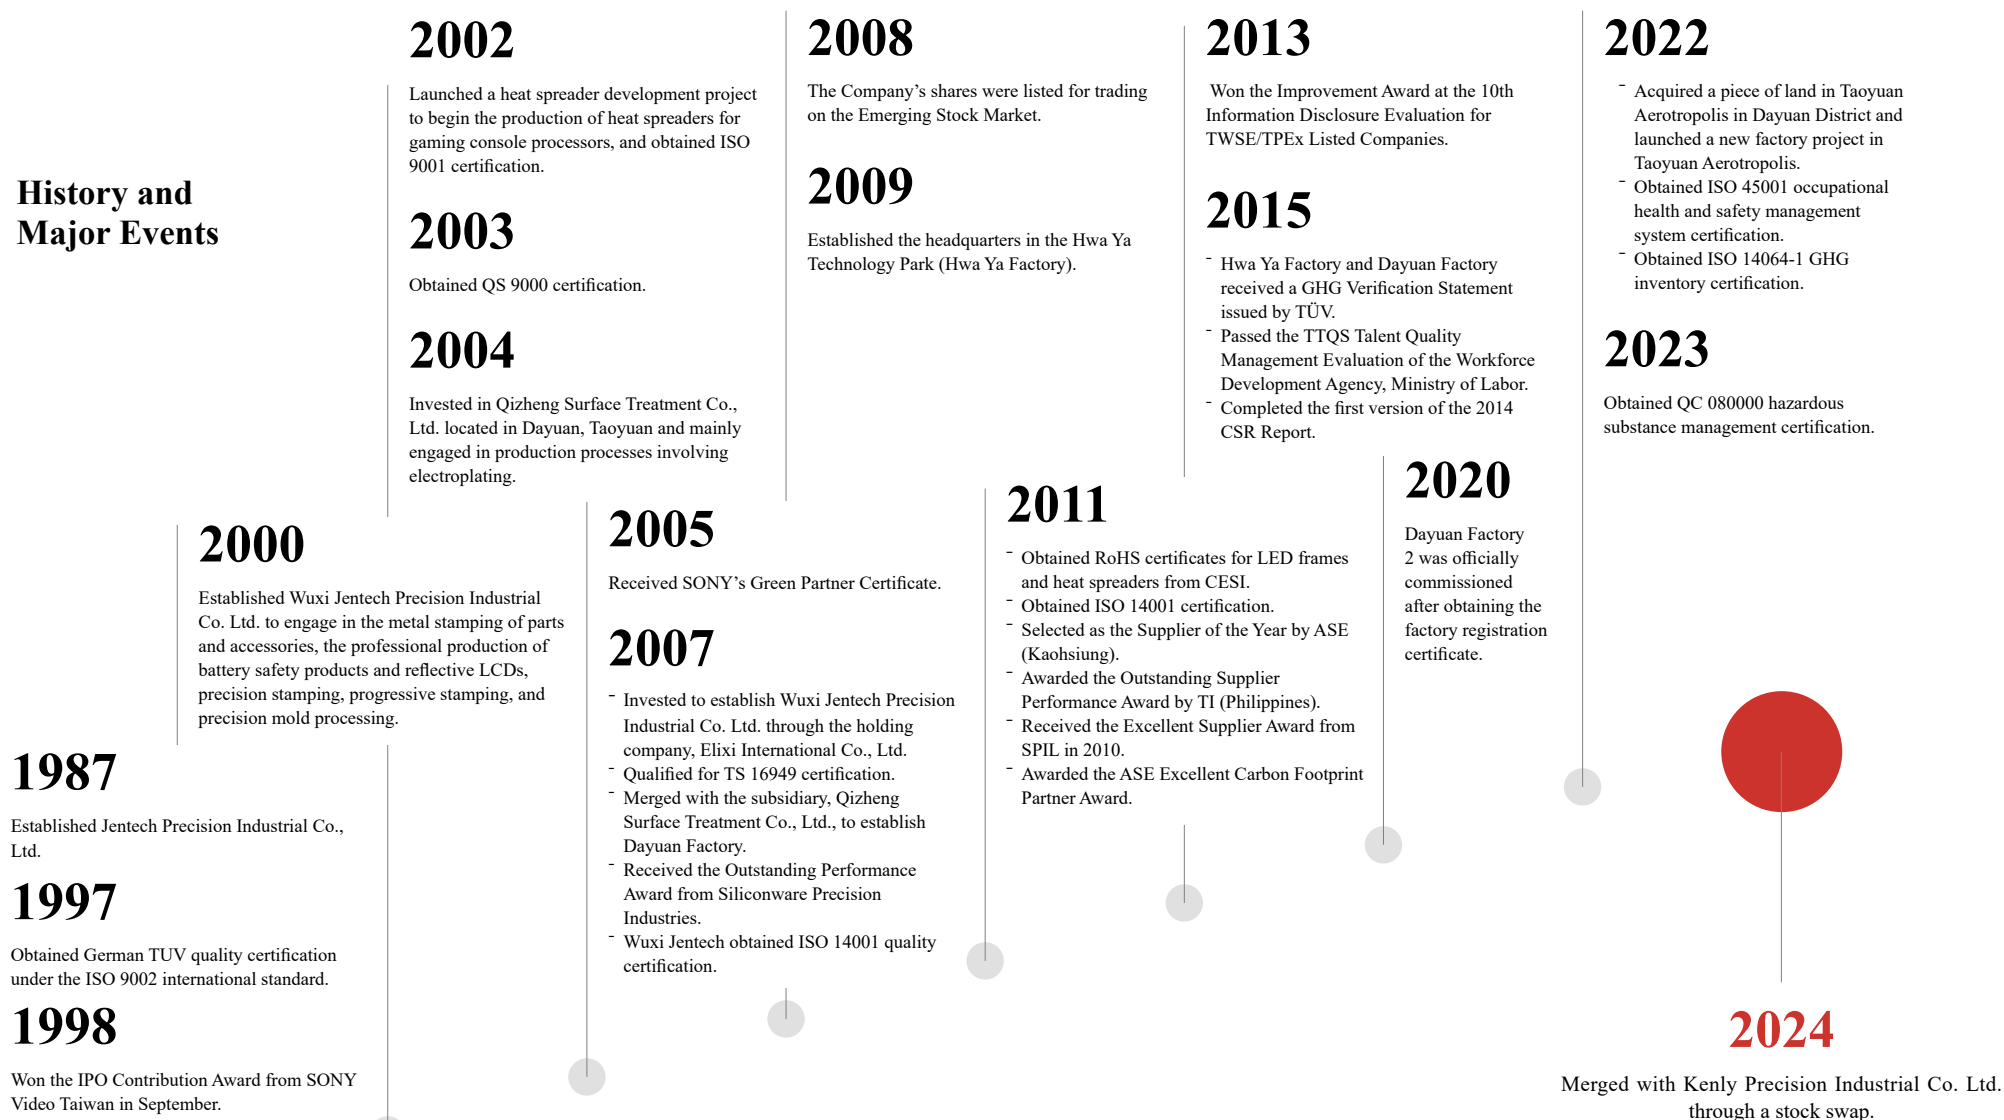 History and
Major Events
1987
Established Jentech Precision Industrial Co.,
Ltd.
1997
Obtained German TUV quality certification
under the ISO 9002 international standard.
1998
Won the IPO Contribution Award from SONY
Video Taiwan in September.
2000
Established Wuxi Jentech Precision Industrial
Co. Ltd. to engage in the metal stamping of parts
and accessories, the professional production of
battery safety products and reflective LCDs,
precision stamping, progressive stamping, and
precision mold processing.
2002
Launched a heat spreader development project
to begin the production of heat spreaders for
gaming console processors, and obtained ISO
9001 certification.
2003
Obtained QS 9000 certification.
2004
Invested in Qizheng Surface Treatment Co.,
Ltd. located in Dayuan, Taoyuan and mainly
engaged in production processes involving
electroplating.
2005
Received SONY’s Green Partner Certificate.
2007
- Invested to establish Wuxi Jentech Precision
Industrial Co. Ltd. through the holding
company, Elixi International Co., Ltd.
- Qualified for TS 16949 certification.
- Merged with the subsidiary, Qizheng
Surface Treatment Co., Ltd., to establish
Dayuan Factory.
- Received the Outstanding Performance
Award from Siliconware Precision
Industries.
- Wuxi Jentech obtained ISO 14001 quality
certification.
2008
The Company’s shares were listed for trading
on the Emerging Stock Market.
2009
Established the headquarters in the Hwa Ya
Technology Park (Hwa Ya Factory).
2011
- Obtained RoHS certificates for LED frames
and heat spreaders from CESI.
- Obtained ISO 14001 certification.
- Selected as the Supplier of the Year by ASE
(Kaohsiung).
- Awarded the Outstanding Supplier
Performance Award by TI (Philippines).
- Received the Excellent Supplier Award from
SPIL in 2010.
- Awarded the ASE Excellent Carbon Footprint
Partner Award.
2013
Won the Improvement Award at the 10th
Information Disclosure Evaluation for
TWSE/TPEx Listed Companies.
2015
- Hwa Ya Factory and Dayuan Factory
received a GHG Verification Statement
issued by TÜV.
- Passed the TTQS Talent Quality
Management Evaluation of the Workforce
Development Agency, Ministry of Labor.
- Completed the first version of the 2014
CSR Report.
2020
Dayuan Factory
2 was officially
commissioned
after obtaining the
factory registration
certificate.
2022
- Acquired a piece of land in Taoyuan
Aerotropolis in Dayuan District and
launched a new factory project in
Taoyuan Aerotropolis.
- Obtained ISO 45001 occupational
health and safety management
system certification.
- Obtained ISO 14064-1 GHG
inventory certification.
2023
Obtained QC 080000 hazardous
substance management certification.
2024
Merged with Kenly Precision Industrial Co. Ltd.
through a stock swap.